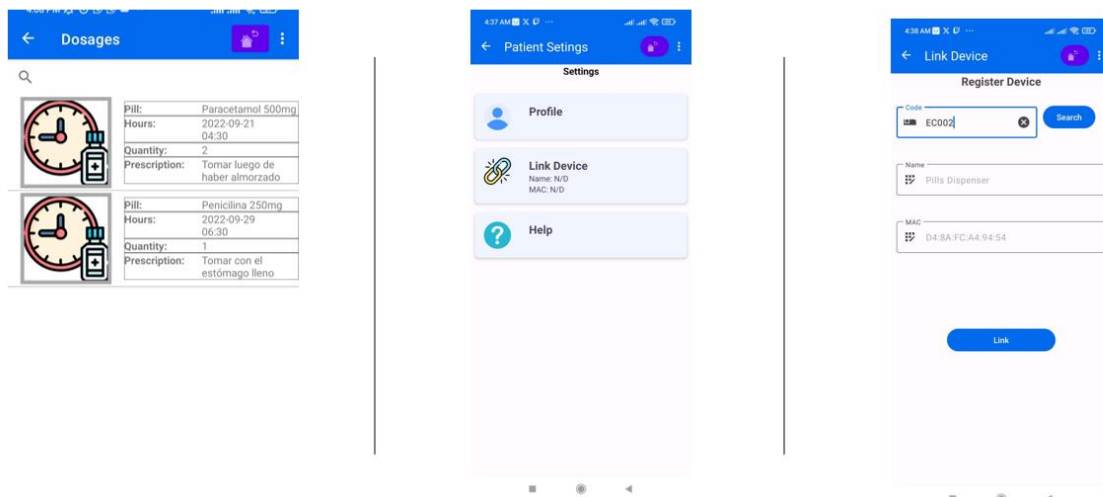 Dosages
Pill: Paracetamol 500mg
Hours: 2022-09-21
04:30
Quantity: 2
Prescription: Tomar luego de
haber almorzado
Pill: Penicilina 250mg
Hours: 2022-09-29
06:30
Quantity: 1
Prescription: Tomar con el
estómago lleno
4:37 AM
Patient Setings
Settings
Profile
Link Device
Name: N/D
MAC: N/D
Help
4:38 AM
Link Device
Register Device
Code
EC002
Search
Name
Pills Dispenser
MAC
D4:8A:FC:A4:94:54
Link